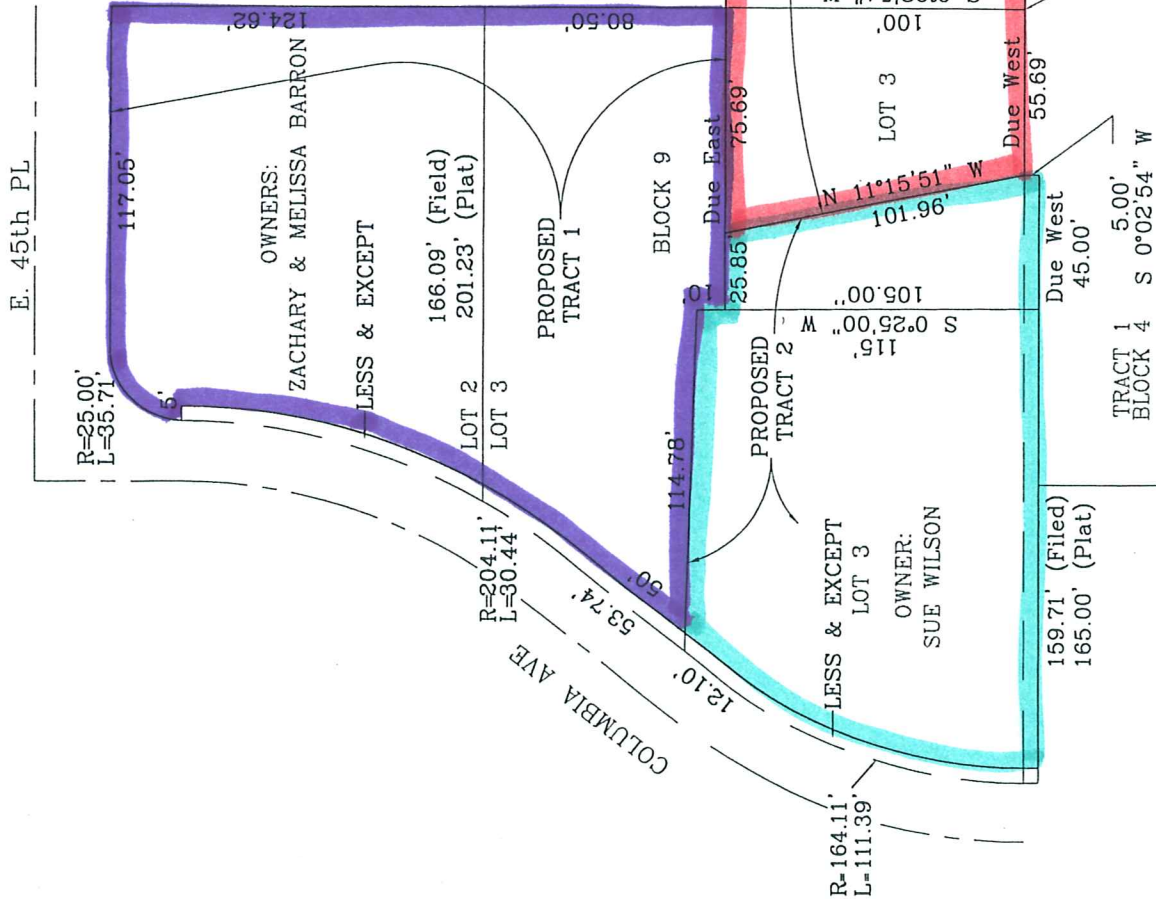 E. 45th PL
117.05'
124.62'
80.50'
R=25.00'
L=35.71'
5'
OWNERS:
ZACHARY & MELISSA BARRON
LESS & EXCEPT
166.09' (Field)
201.23' (Plat)
LOT 2
LOT 3
PROPOSED
TRACT 1
BLOCK 9
Due East
75.69'
25.85'
10'
100'
LOT 3
Due West
55.69'
N 11°15'51" W
101.96'
105.00"
S 0°25'00" W
115'
PROPOSED
TRACT 2
114.78'
50'
R=204.11'
L=30.44'
53.74'
12.10'
COLUMBIA AVE
LESS & EXCEPT
LOT 3
OWNER:
SUE WILSON
R=164.11'
L=111.39'
159.71' (Filed)
165.00' (Plat)
Due West
45.00'
5.00'
S 0°02'54" W
TRACT 1
BLOCK 4